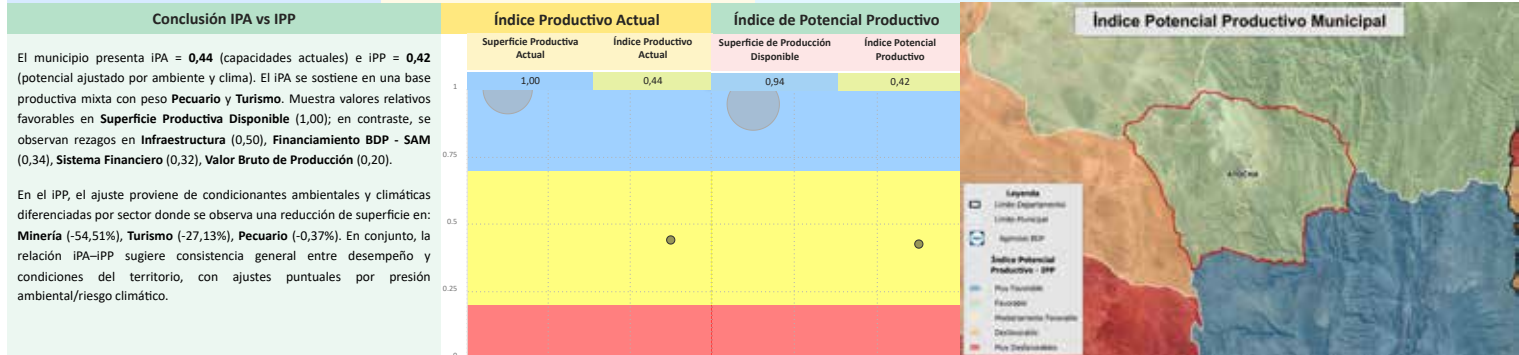 Conclusión IPA vs IPP
El municipio presenta iPA = 0,44 (capacidades actuales) e iPP = 0,42
(potencial ajustado por ambiente y clima). El iPA se sostiene en una base
productiva mixta con peso Pecuario y Turismo. Muestra valores relativos
favorables en Superficie Productiva Disponible (1,00); en contraste, se
observan rezagos en Infraestructura (0,50), Financiamiento BDP - SAM
(0,34), Sistema Financiero (0,32), Valor Bruto de Producción (0,20).
En el iPP, el ajuste proviene de condicionantes ambientales y climáticas
diferenciadas por sector donde se observa una reducción de superficie en:
Minería (-54,51%), Turismo (-27,13%), Pecuario (-0,37%). En conjunto, la
relación iPA–iPP sugiere consistencia general entre desempeño y
condiciones del territorio, con ajustes puntuales por presión
ambiental/riesgo climático.
Índice Productivo Actual
Índice de Potencial Productivo
Superficie Productiva
Actual
Índice Productivo
Actual
Superficie de Producción
Disponible
Índice Potencial
Productivo
1,00
0,44
0,94
0,42
1
0.75
0.5
0.25
0
Índice Potencial Productivo Municipal
ATOCHA
Leyenda
Límite Departamental
Límite Municipal
Agencias BDP
Índice Potencial
Productivo - IPP
Muy Favorable
Favorable
Medianamente Favorable
Desfavorable
Muy Desfavorable